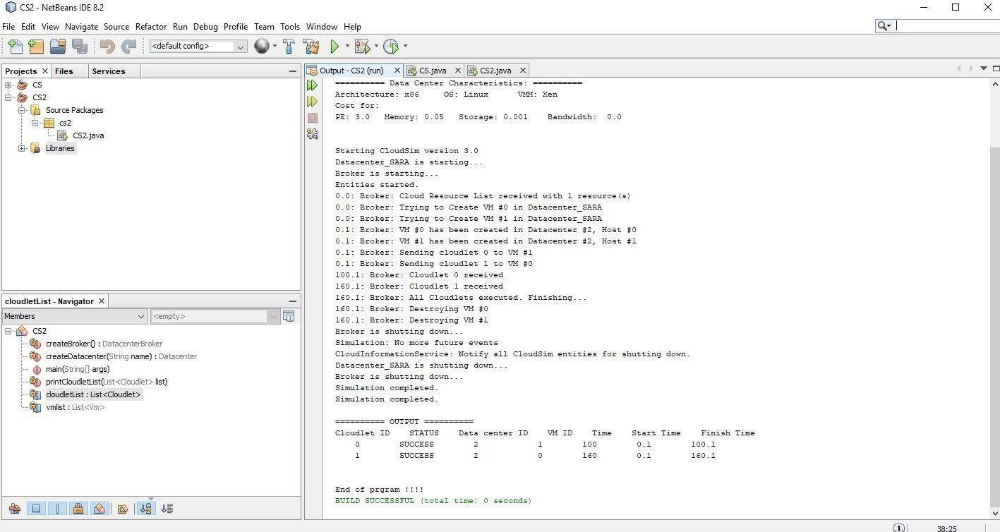 CS2 - NetBeans IDE 8.2
File Edit View Navigate Source Refactor Run Debug Profile Team Tools Window Help
<default config>
Projects Files Services
CS
CS2
Source Packages
cs2
CS2.java
Libraries
cloudletList - Navigator
Members <empty>
CS2
createBroker() : DatacenterBroker
createDatacenter(String name) : Datacenter
main(String[] args)
printCloudletList(List<Cloudlet> list)
cloudletList : List<Cloudlet>
vmlist : List<Vm>
Output - CS2 (run) CS.java CS2.java
========== Data Center Characteristics: ==========
Architecture: x86 OS: Linux VMM: Xen
Cost for:
PE: 3.0 Memory: 0.05 Storage: 0.001 Bandwidth: 0.0
Starting CloudSim version 3.0
Datacenter_SARA is starting...
Broker is starting...
Entities started.
0.0: Broker: Cloud Resource List received with 1 resource(s)
0.0: Broker: Trying to Create VM #0 in Datacenter_SARA
0.0: Broker: Trying to Create VM #1 in Datacenter_SARA
0.1: Broker: VM #0 has been created in Datacenter #2, Host #0
0.1: Broker: VM #1 has been created in Datacenter #2, Host #1
0.1: Broker: Sending cloudlet 0 to VM #1
0.1: Broker: Sending cloudlet 1 to VM #0
100.1: Broker: Cloudlet 0 received
160.1: Broker: Cloudlet 1 received
160.1: Broker: All Cloudlets executed. Finishing...
160.1: Broker: Destroying VM #0
160.1: Broker: Destroying VM #1
Broker is shutting down...
Simulation: No more future events
CloudInformationService: Notify all CloudSim entities for shutting down.
Datacenter_SARA is shutting down...
Broker is shutting down...
Simulation completed.
Simulation completed.
========== OUTPUT ==========
Cloudlet ID STATUS Data center ID VM ID Time Start Time Finish Time
0 SUCCESS 2 1 100 0.1 100.1
1 SUCCESS 2 0 160 0.1 160.1
End of prgram !!!!
BUILD SUCCESSFUL (total time: 0 seconds)
1 38:25